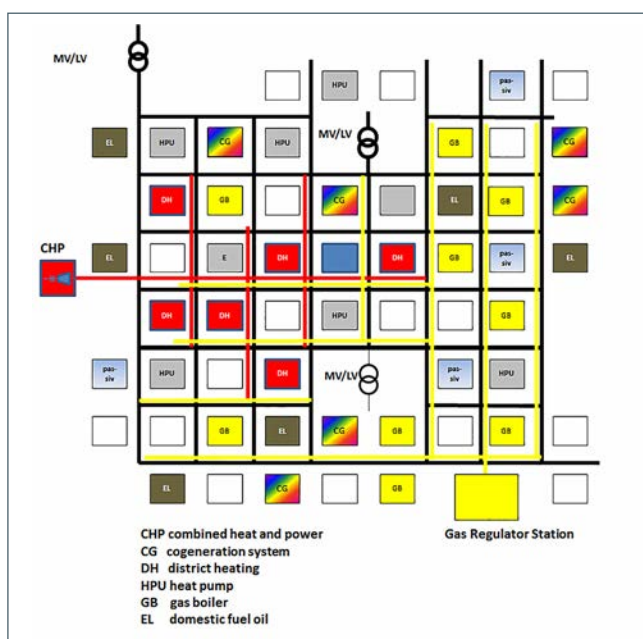 MV/LV
HPU
pas-
siv
MV/LV
EL HPU CG HPU GB CG
DH GB CG EL GB CG
CHP
EL E DH DH GB pas-
siv EL
DH DH HPU GB
pas-
siv HPU DH MV/LV pas-
siv HPU
GB EL CG GB GB
EL CG GB
CHP combined heat and power
Gas Regulator Station
CG cogeneration system
DH district heating
HPU heat pump
GB gas boiler
EL domestic fuel oil